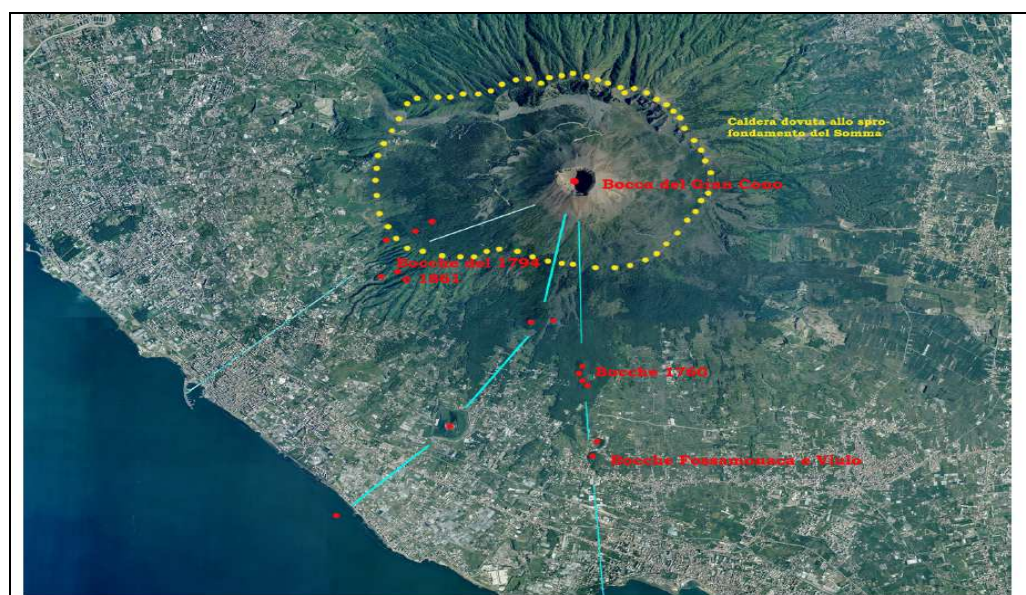 Caldera dovuta allo spro-
fondamento del Somma
Bocca del Gran Cono
Bocche del 1794
1861
Bocche 1760
Bocche Fossamonaca e Viulo